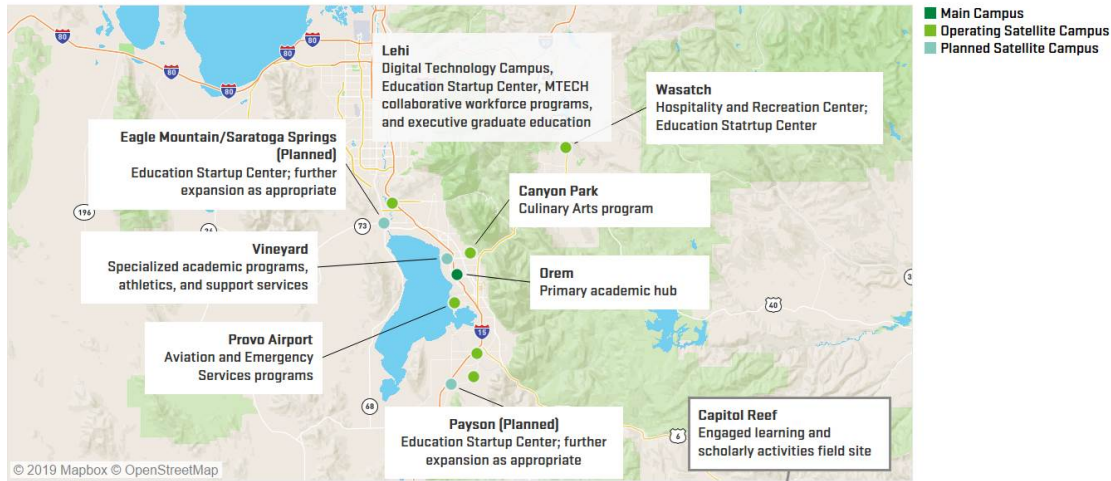 Main Campus
Operating Satellite Campus
Planned Satellite Campus
80
80
80
80
80
Lehi
Digital Technology Campus,
Education Startup Center, MTECH
collaborative workforce programs,
and executive graduate education
Wasatch
Hospitality and Recreation Center;
Education Statrtup Center
Eagle Mountain/Saratoga Springs
(Planned)
Education Startup Center; further
expansion as appropriate
Canyon Park
Culinary Arts program
196
73
Vineyard
Specialized academic programs,
athletics, and support services
Orem
Primary academic hub
40
Provo Airport
Aviation and Emergency
Services programs
15
68
Payson (Planned)
Education Startup Center; further
expansion as appropriate
6
Capitol Reef
Engaged learning and
scholarly activities field site
© 2019 Mapbox © OpenStreetMap